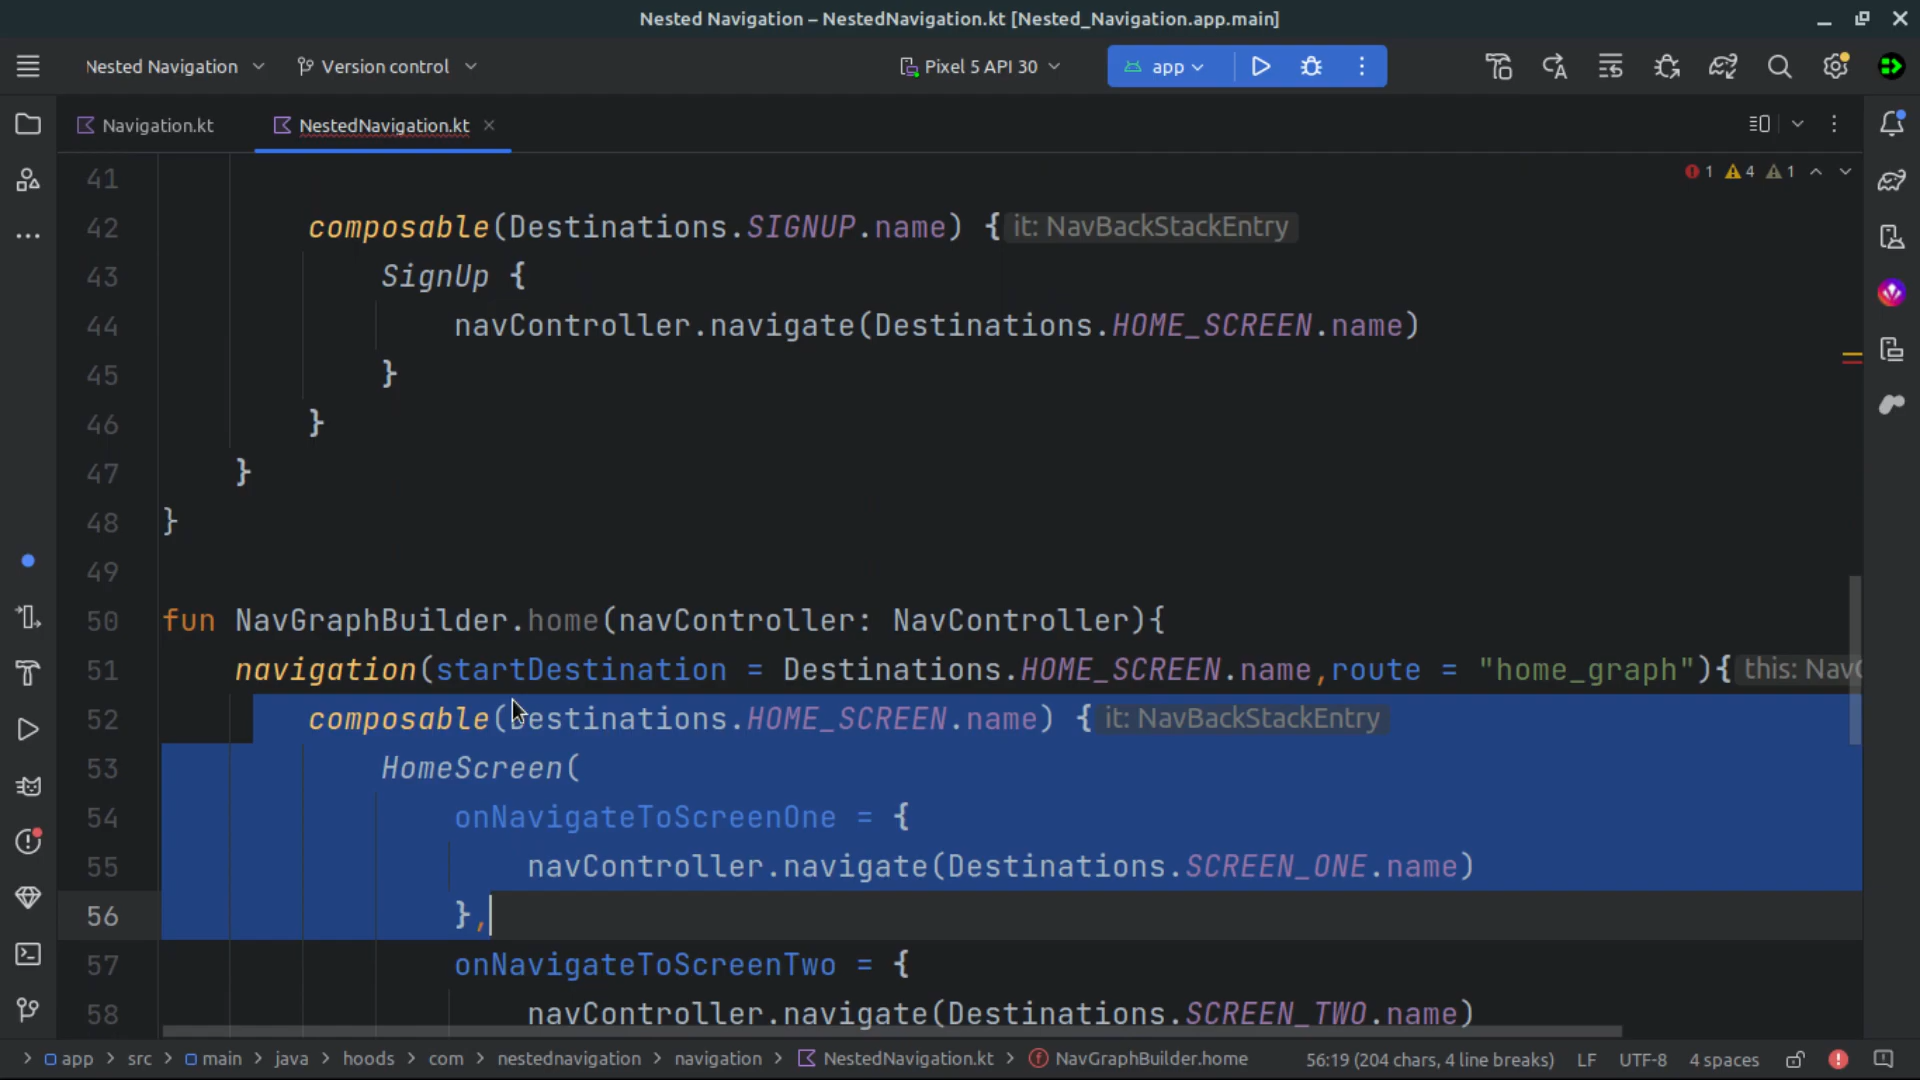 Nested Navigation – NestedNavigation.kt [Nested_Navigation.app.main]
Nested Navigation Version control Pixel 5 API 30 app
Navigation.kt NestedNavigation.kt
1 4 1
41
42 composable(Destinations.SIGNUP.name) { it: NavBackStackEntry
43 SignUp {
44 navController.navigate(Destinations.HOME_SCREEN.name)
45 }
46 }
47 }
48 }
49
50 fun NavGraphBuilder.home(navController: NavController){
51 navigation(startDestination = Destinations.HOME_SCREEN.name,route = "home_graph"){ this: Nav
52 composable(Destinations.HOME_SCREEN.name) { it: NavBackStackEntry
53 HomeScreen(
54 onNavigateToScreenOne = {
55 navController.navigate(Destinations.SCREEN_ONE.name)
56 },
57 onNavigateToScreenTwo = {
58 navController.navigate(Destinations.SCREEN_TWO.name)
> app > src > main > java > hoods > com > nestednavigation > navigation > NestedNavigation.kt > NavGraphBuilder.home 56:19 (204 chars, 4 line breaks) LF UTF-8 4 spaces